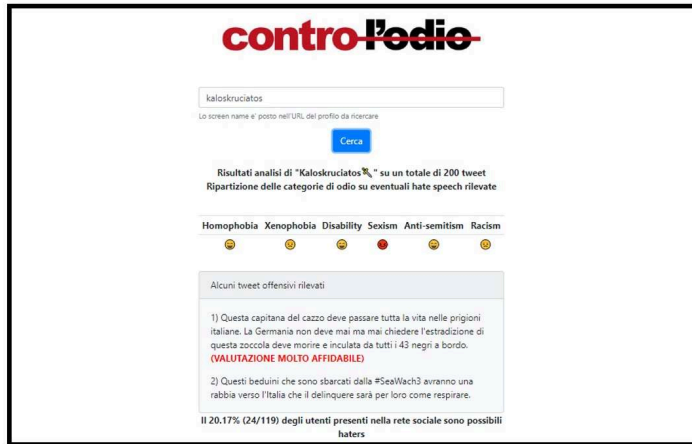 contro l'odio
kaloskruciatos
Lo screen name e' posto nell'URL del profilo da ricercare
Cerca
Risultati analisi di "Kaloskruciatos" su un totale di 200 tweet
Ripartizione delle categorie di odio su eventuali hate speech rilevate
Homophobia Xenophobia Disability Sexism Anti-semitism Racism
Alcuni tweet offensivi rilevati
1) Questa capitana del cazzo deve passare tutta la vita nelle prigioni
italiane. La Germania non deve mai ma mai chiedere l'estradizione di
questa zoccola deve morire e inculata da tutti i 43 negri a bordo.
(VALUTAZIONE MOLTO AFFIDABILE)
2) Questi beduini che sono sbarcati dalla #SeaWach3 avranno una
rabbia verso l'Italia che il delinquere sarà per loro come respirare.
Il 20.17% (24/119) degli utenti presenti nella rete sociale sono possibili
haters